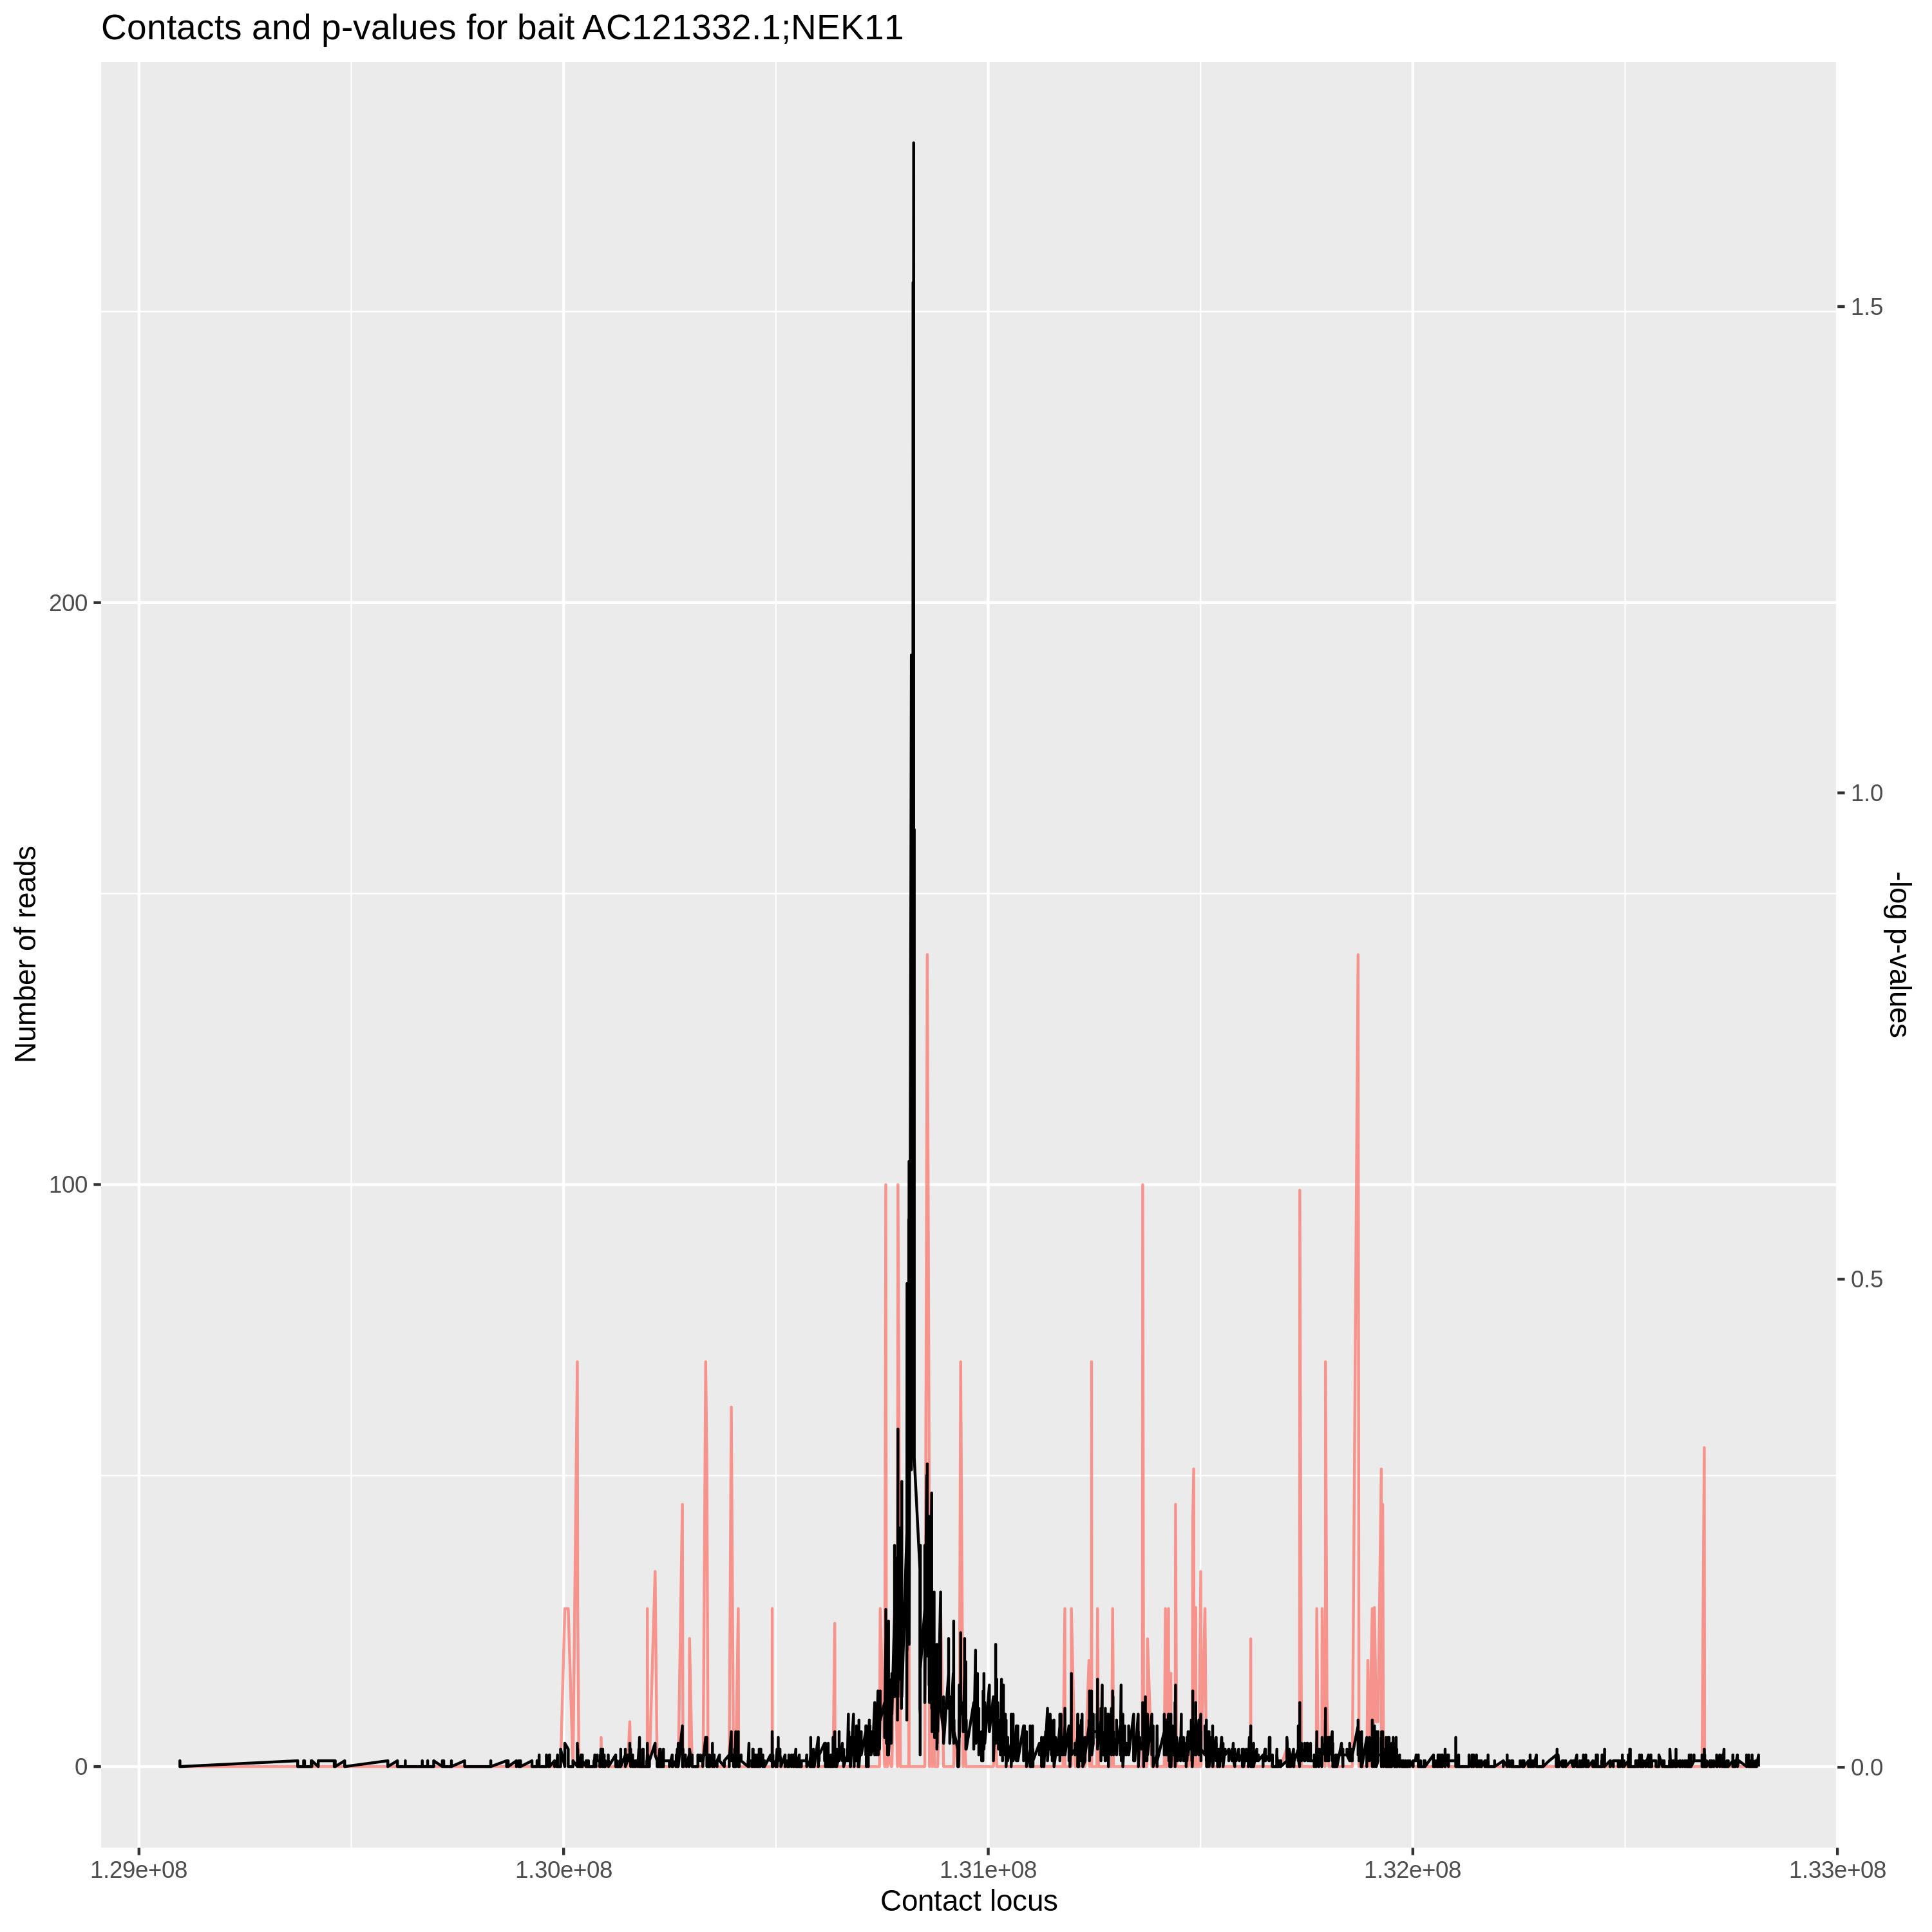 Contacts and p-values for bait AC121332.1;NEK11
Number of reads
200
100
0
1.5
1.0
0.5
0.0
-log p-values
1.29e+08
1.30e+08
1.31e+08
1.32e+08
1.33e+08
Contact locus